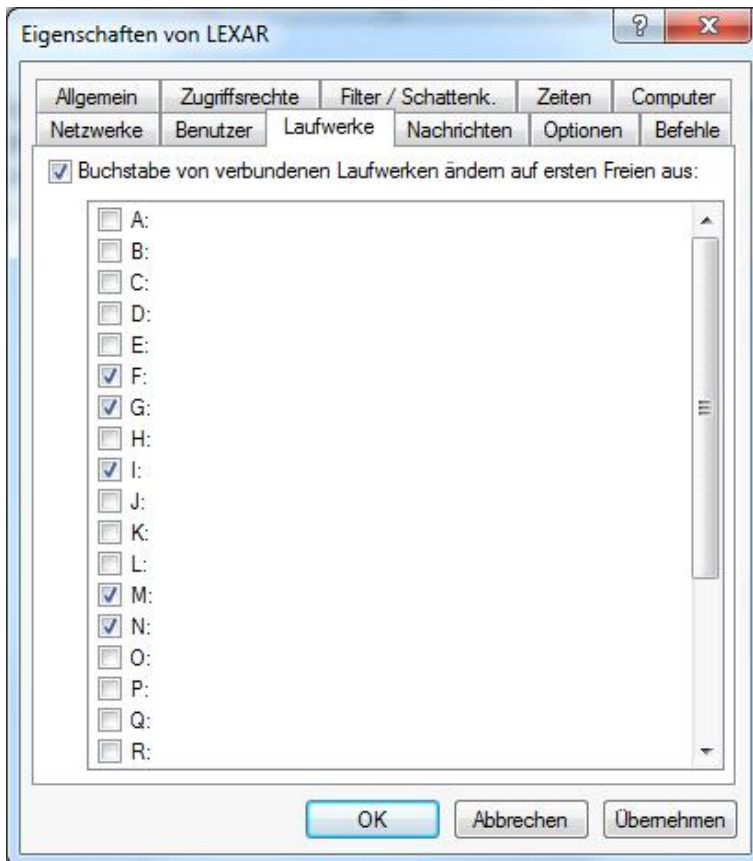 Eigenschaften von LEXAR
Allgemein Zugriffsrechte Filter / Schattenk. Zeiten Computer
Netzwerke Benutzer Laufwerke Nachrichten Optionen Befehle
Buchstabe von verbundenen Laufwerken ändern auf ersten Freien aus:
A:
B:
C:
D:
E:
F:
G:
H:
I:
J:
K:
L:
M:
N:
O:
P:
Q:
R:
OK Abbrechen Übernehmen